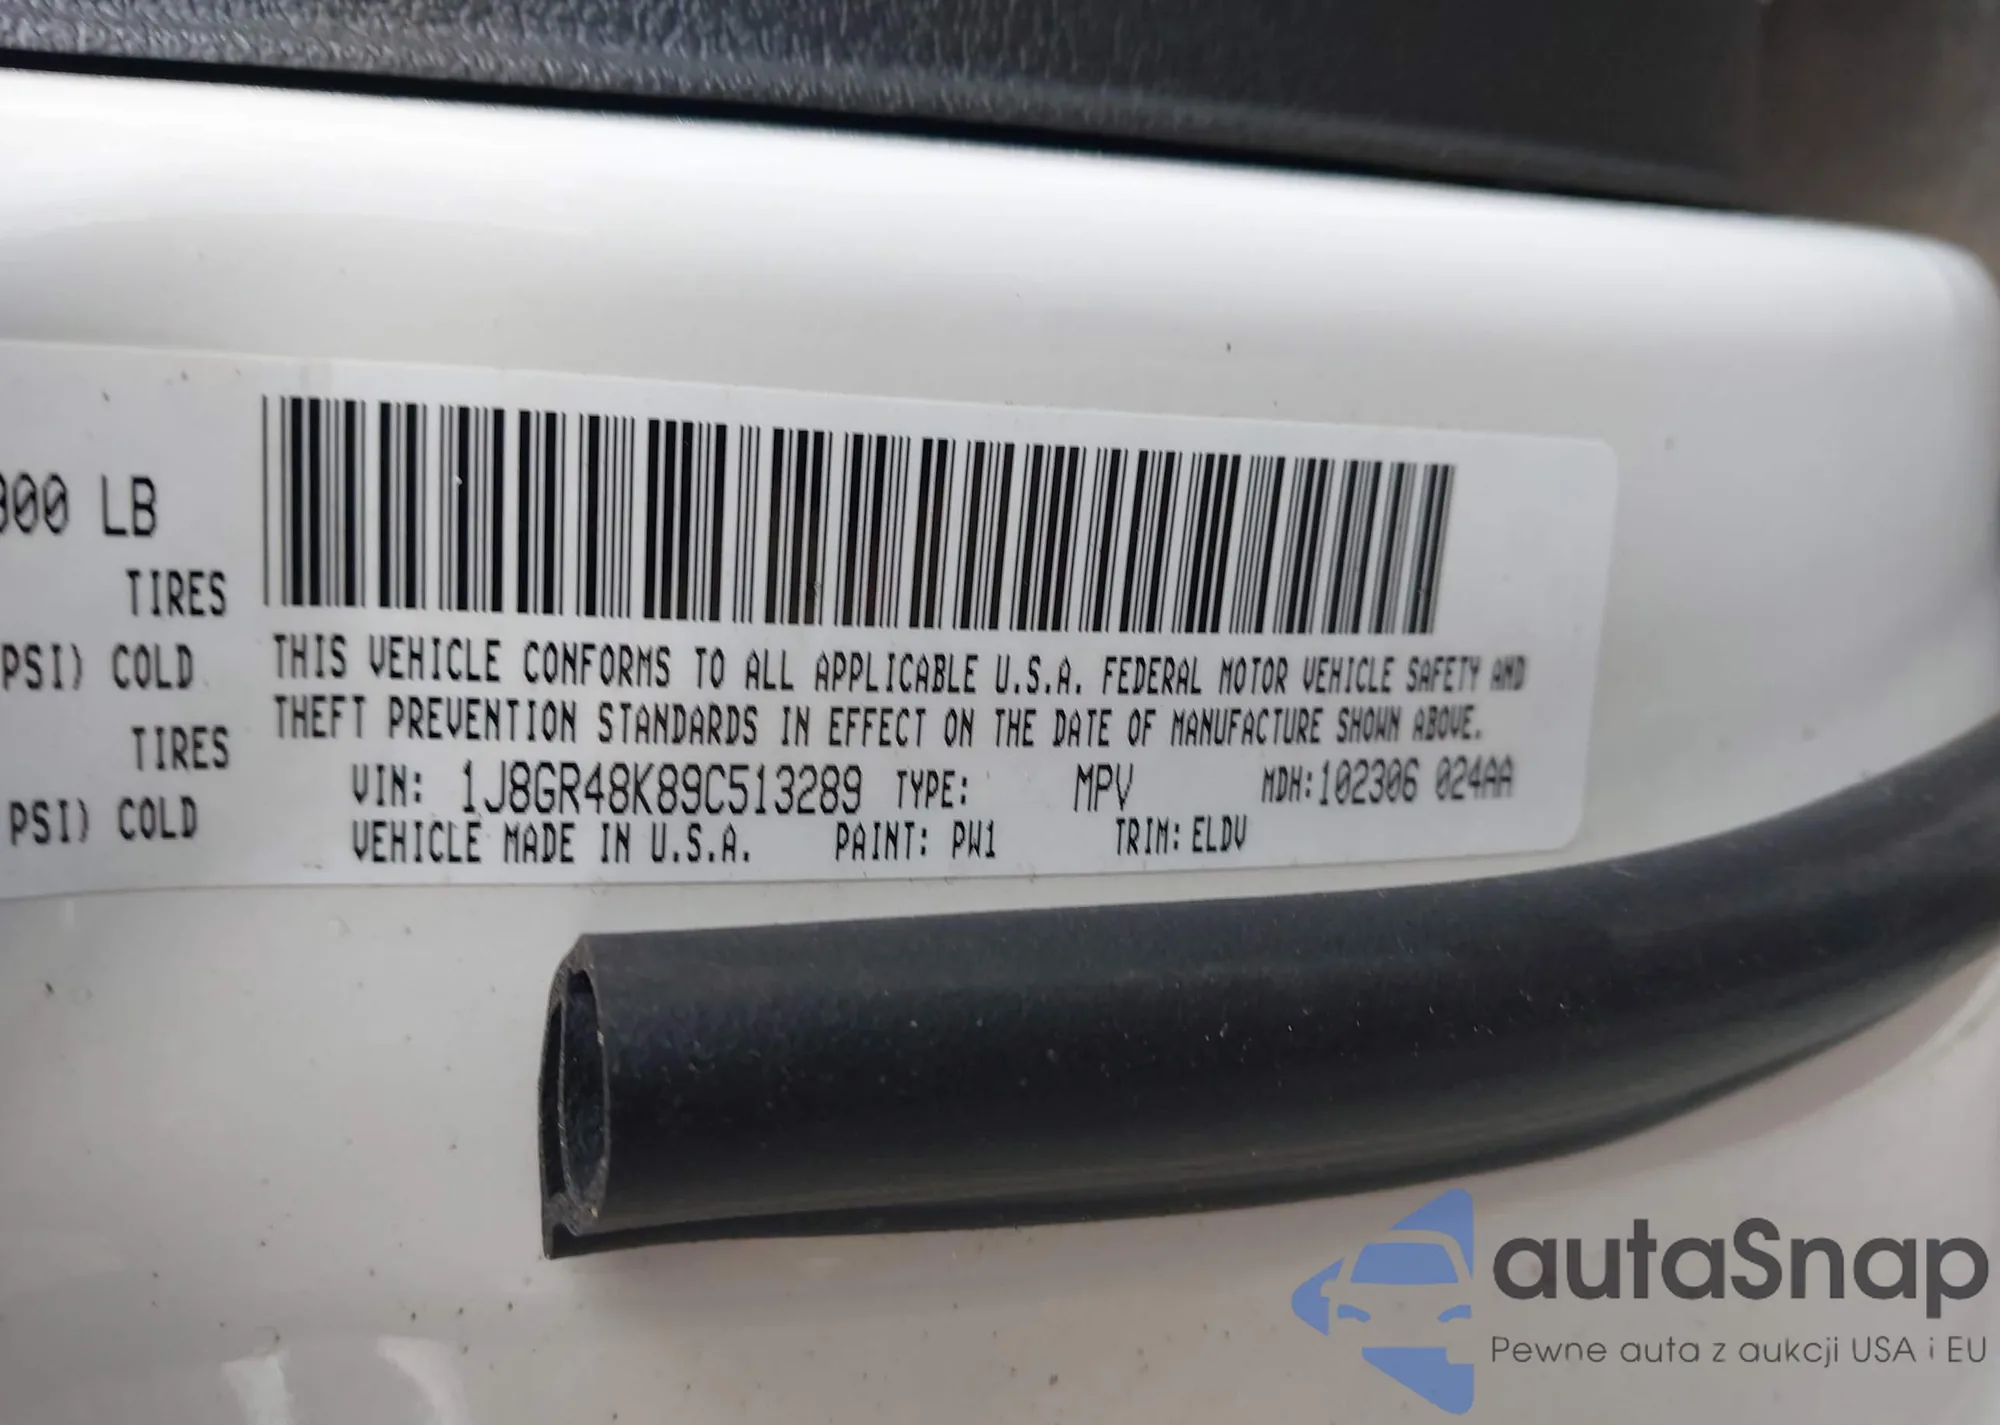 000 LB
TIRES
PSI) COLD
TIRES
PSI) COLD
THIS VEHICLE CONFORMS TO ALL APPLICABLE U.S.A. FEDERAL MOTOR VEHICLE SAFETY AND
THEFT PREVENTION STANDARDS IN EFFECT ON THE DATE OF MANUFACTURE SHOWN ABOVE.
VIN: 1J8GR48K89C513289 TYPE: MPV MDH:102306 024AA
VEHICLE MADE IN U.S.A. PAINT: PW1 TRIM: ELDV
autaSnap
Pewne auta z aukcji USA i EU